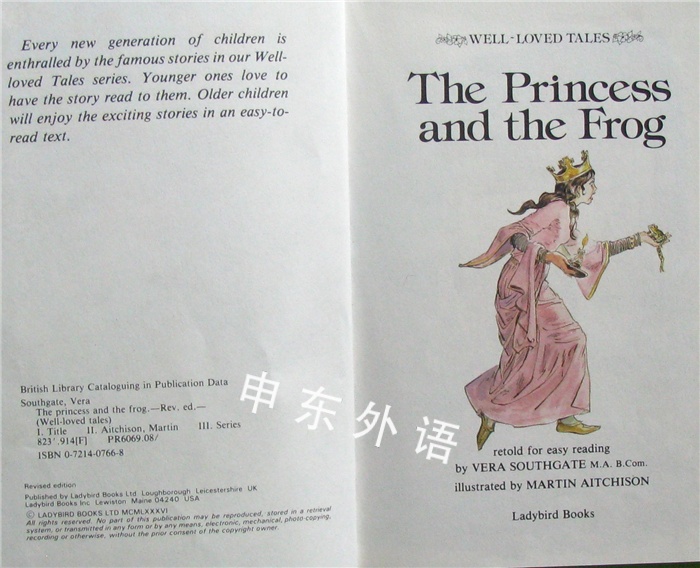 Every new generation of children is
enthralled by the famous stories in our Well-
loved Tales series. Younger ones love to
have the story read to them. Older children
will enjoy the exciting stories in an easy-to-
read text.
British Library Cataloguing in Publication Data
Southgate, Vera
The princess and the frog.—Rev. ed.—
(Well-loved tales)
I. Title II. Aitchison, Martin III. Series
823'.914[F] PR6069.08/
ISBN 0-7214-0766-8
Revised edition
Published by Ladybird Books Ltd Loughborough Leicestershire UK
Ladybird Books Inc Lewiston Maine 04240 USA
© LADYBIRD BOOKS LTD MCMLXXXVI
All rights reserved. No part of this publication may be reproduced, stored in a retrieval
system, or transmitted in any form or by any means, electronic, mechanical, photo-copying,
recording or otherwise, without the prior consent of the copyright owner.
WELL-LOVED TALES
The Princess
and the Frog
retold for easy reading
by VERA SOUTHGATE M.A. B.Com.
illustrated by MARTIN AITCHISON
Ladybird Books
申东外语